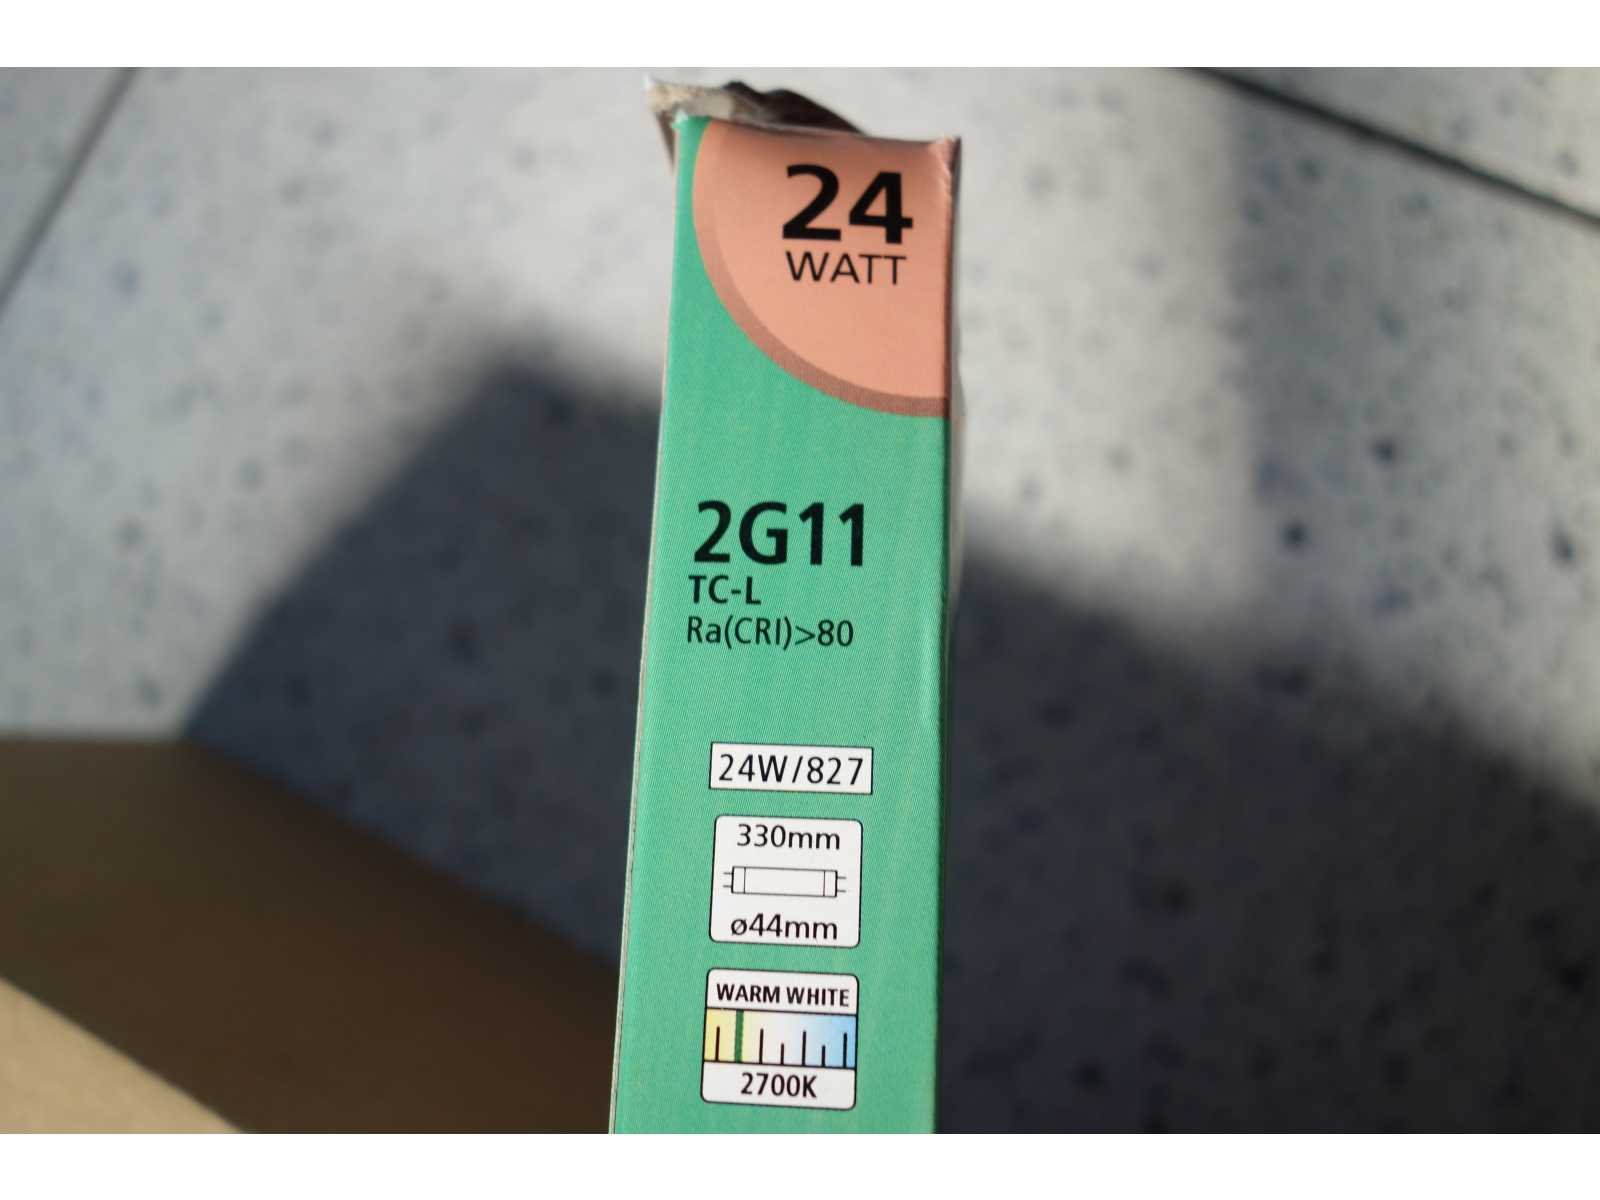 24
WATT
2G11
TC-L
Ra(CRI)>80
24W/827
330mm
ø44mm
WARM WHITE
2700K